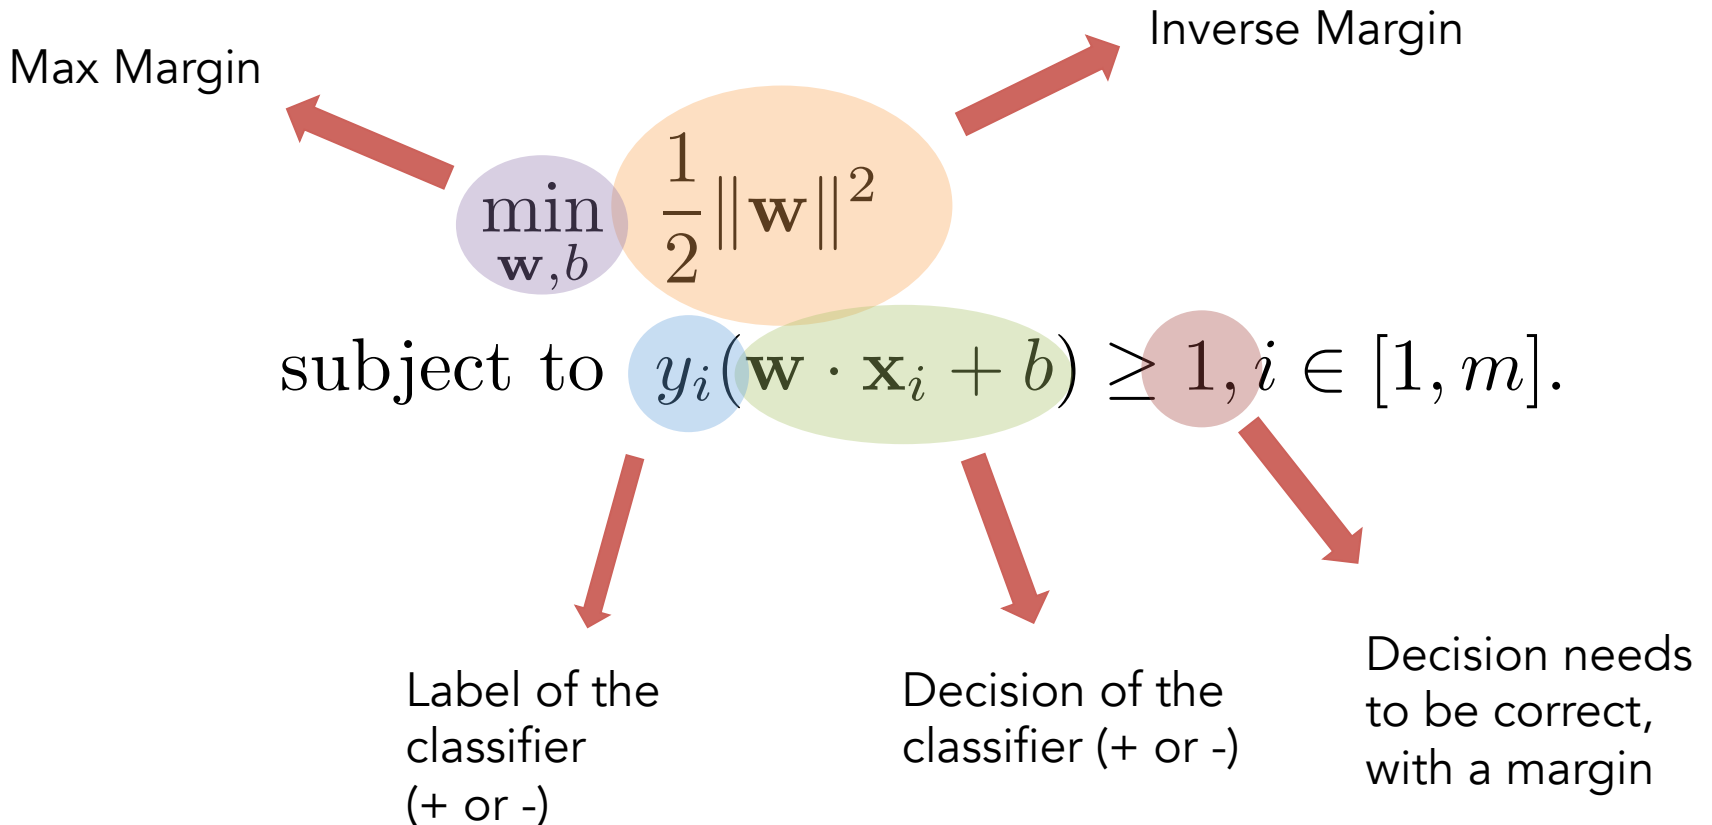 Max Margin
Inverse Margin
min 1/2 ‖w‖²
w,b
subject to y_i(w · x_i + b) ≥ 1, i ∈ [1, m].
Label of the
classifier
(+ or -)
Decision of the
classifier (+ or -)
Decision needs
to be correct,
with a margin